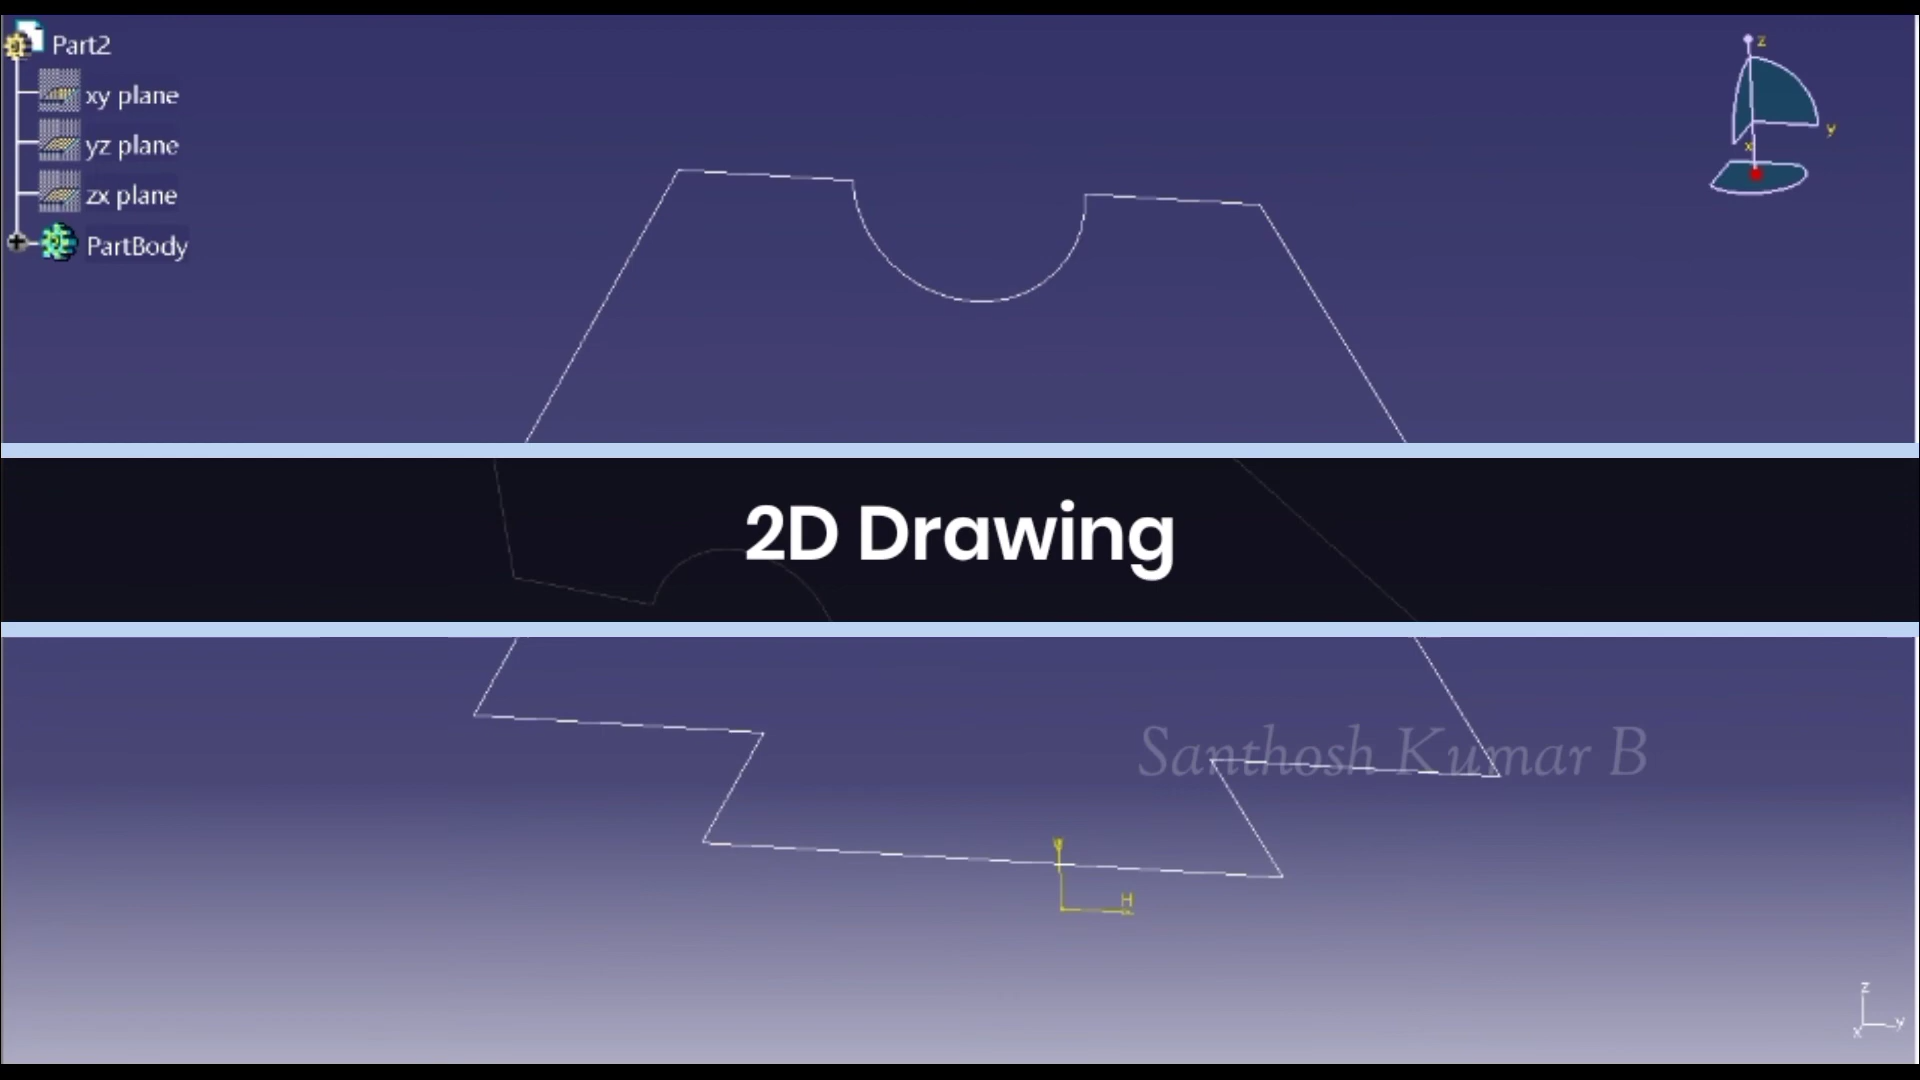 Part2
xy plane
yz plane
zx plane
PartBody
z
y
x
2D Drawing
Santhosh Kumar B
V
H
z
y
x